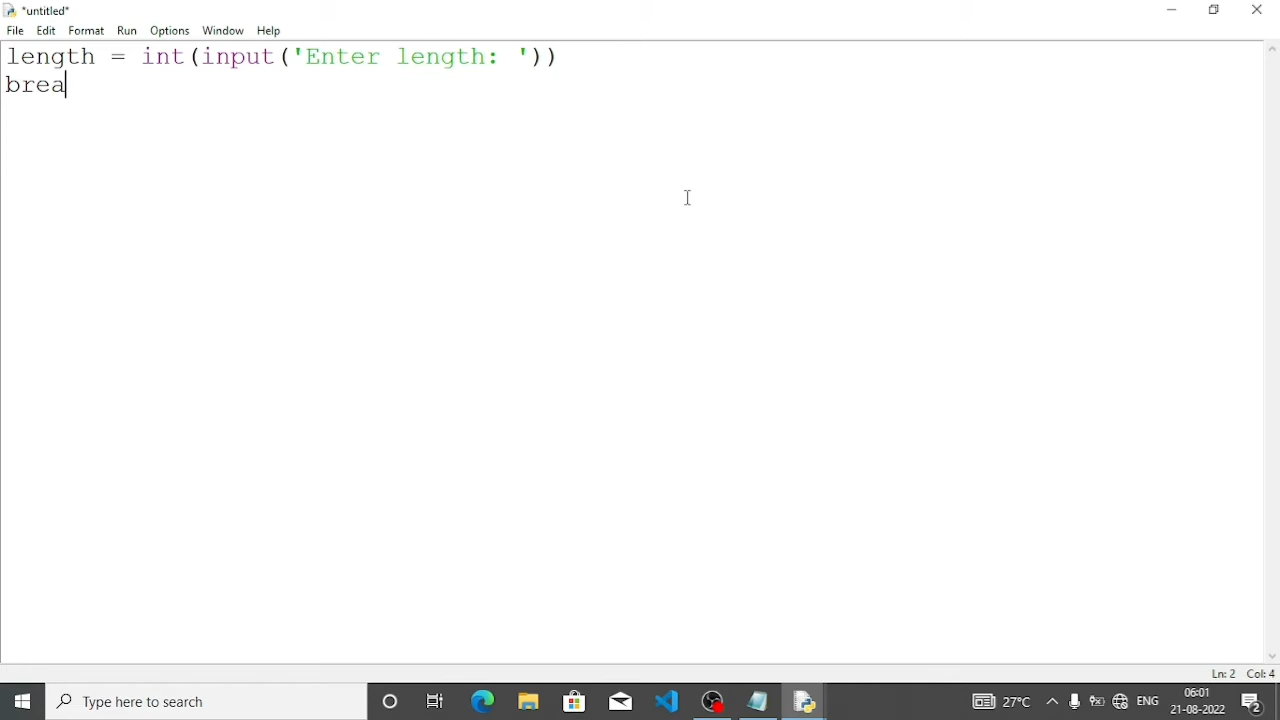 *untitled*
File Edit Format Run Options Window Help
length = int(input('Enter length: '))
brea
Ln: 2 Col: 4
Type here to search
27°C
ENG
06:01
21-08-2022
2